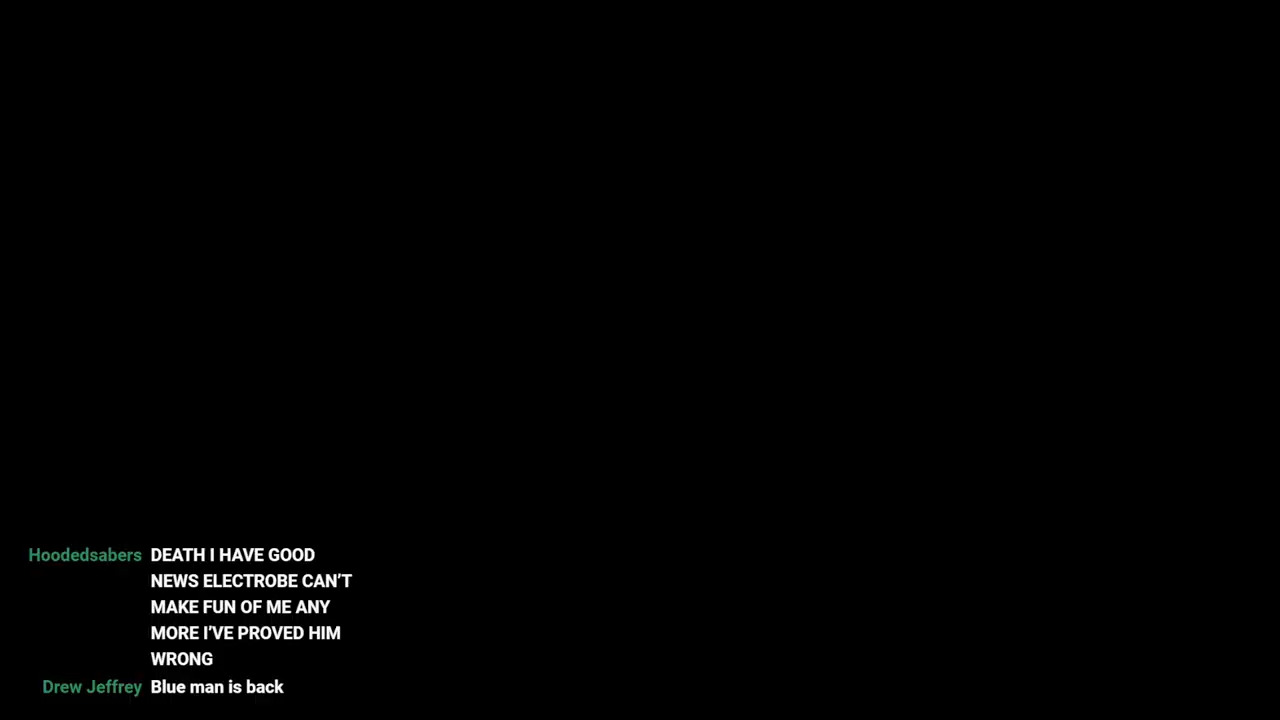 Hoodedsabers DEATH I HAVE GOOD
NEWS ELECTROBE CAN'T
MAKE FUN OF ME ANY
MORE I'VE PROVED HIM
WRONG
Drew Jeffrey Blue man is back